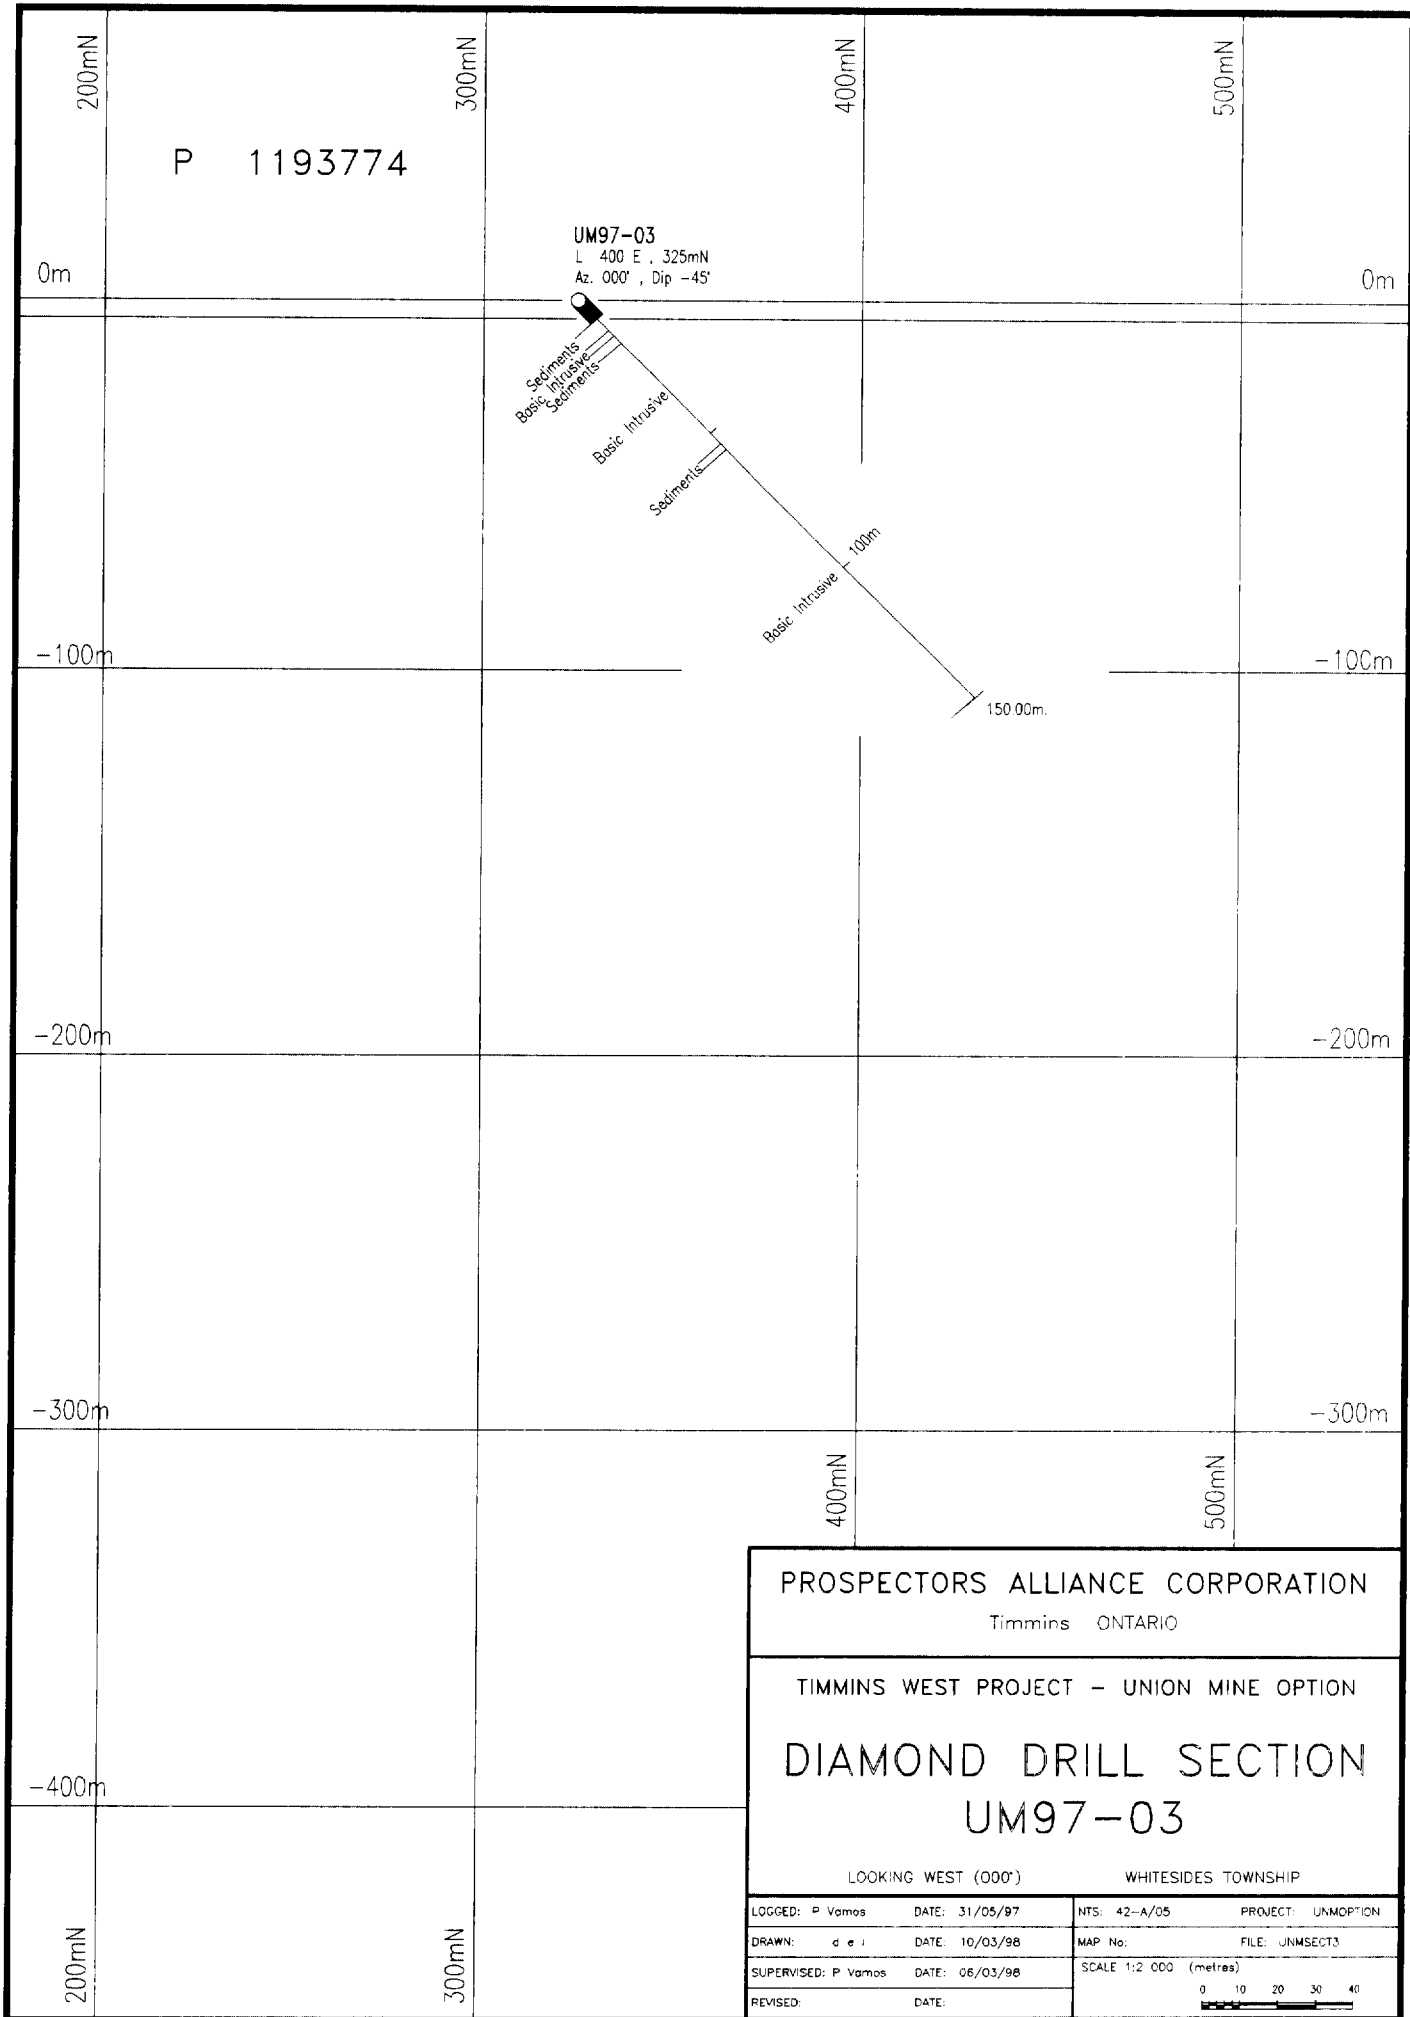 200mN
300mN
400mN
500mN
P 1193774
UM97-03
L 400 E , 325mN
Az. 000° , Dip -45°
0m
0m
Sediments
Basic Intrusive
Sediments
Basic Intrusive
Sediments
100m
Basic Intrusive
-100m
-100m
150.00m.
-200m
-200m
-300m
-300m
400mN
500mN
-400m
200mN
300mN
PROSPECTORS ALLIANCE CORPORATION
Timmins ONTARIO
TIMMINS WEST PROJECT - UNION MINE OPTION
DIAMOND DRILL SECTION
UM97-03
LOOKING WEST (000°) WHITESIDES TOWNSHIP
LOGGED: P Vamos DATE: 31/05/97 NTS: 42-A/05 PROJECT: UNMOPTION
DRAWN: DATE: 10/03/98 MAP No: FILE: UNMSECT3
SUPERVISED: P Vamos DATE: 06/03/98 SCALE 1:2 000 (metres)
0 10 20 30 40
REVISED: DATE: